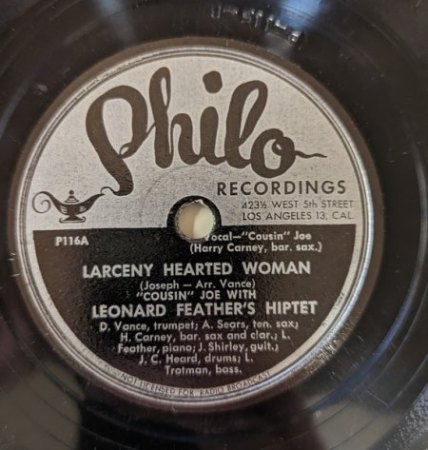 Philo
RECORDINGS
423½ WEST 5th STREET
LOS ANGELES 13, CAL.
P116A
Vocal—"Cousin" Joe
(Harry Carney, bar. sax.)
LARCENY HEARTED WOMAN
(Joseph - Arr. Vance)
"COUSIN" JOE WITH
LEONARD FEATHER'S HIPTET
D. Vance, trumpet; A. Sears, ten. sax;
H. Carney, bar. sax and clar.; L.
Feather, piano; J. Shirley, guit.;
J. C. Heard, drums; L.
Trotman, bass.
NOT LICENSED FOR RADIO BROADCAST